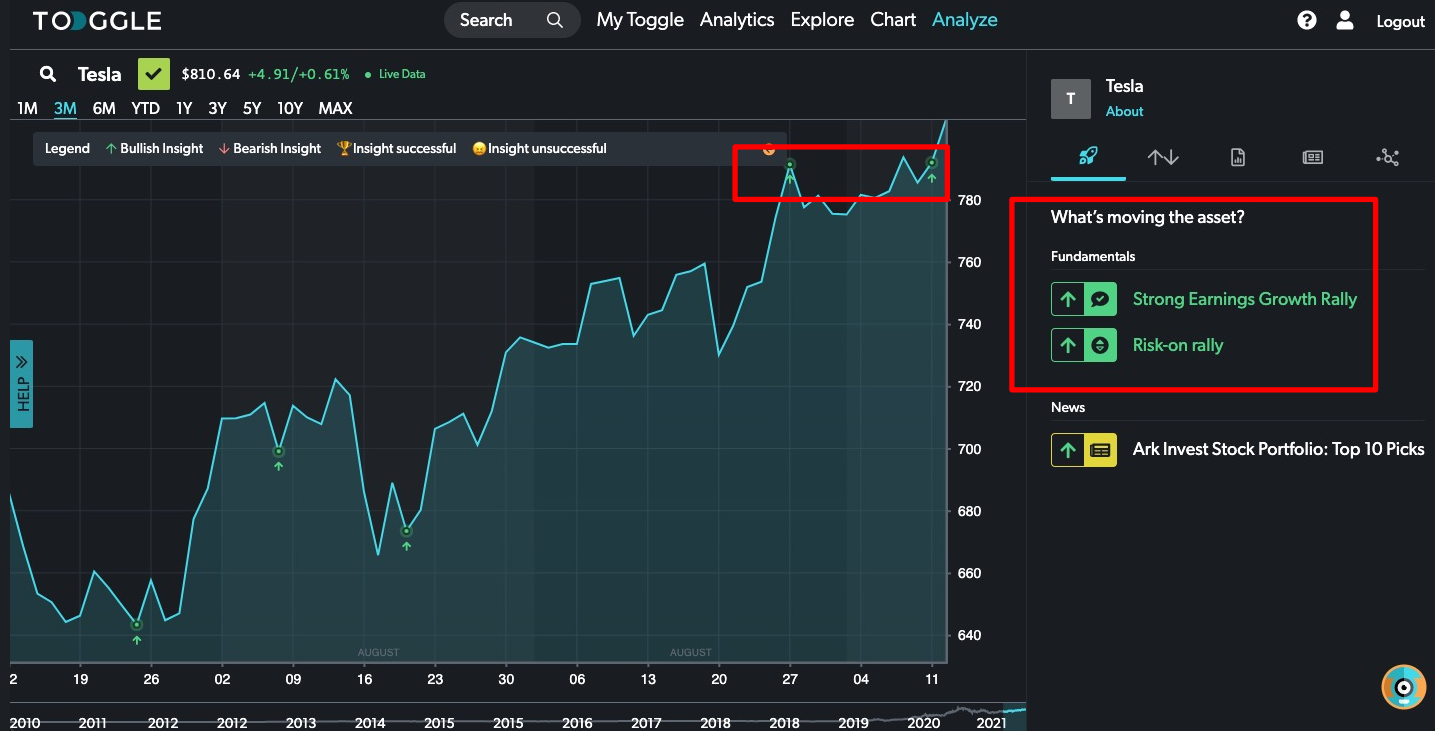 TOGGLE
Search
My Toggle
Analytics
Explore
Chart
Analyze
?
Logout
Tesla
$810.64 +4.91/+0.61%
Live Data
1M 3M 6M YTD 1Y 3Y 5Y 10Y MAX
Legend
Bullish Insight
Bearish Insight
Insight successful
Insight unsuccessful
780
760
740
720
700
680
660
640
HELP
AUGUST
AUGUST
2 19 26 02 09 16 23 30 06 13 20 27 04 11
2010 2011 2012 2012 2013 2014 2015 2015 2016 2017 2018 2018 2019 2020 2021
T
Tesla
About
What's moving the asset?
Fundamentals
Strong Earnings Growth Rally
Risk-on rally
News
Ark Invest Stock Portfolio: Top 10 Picks